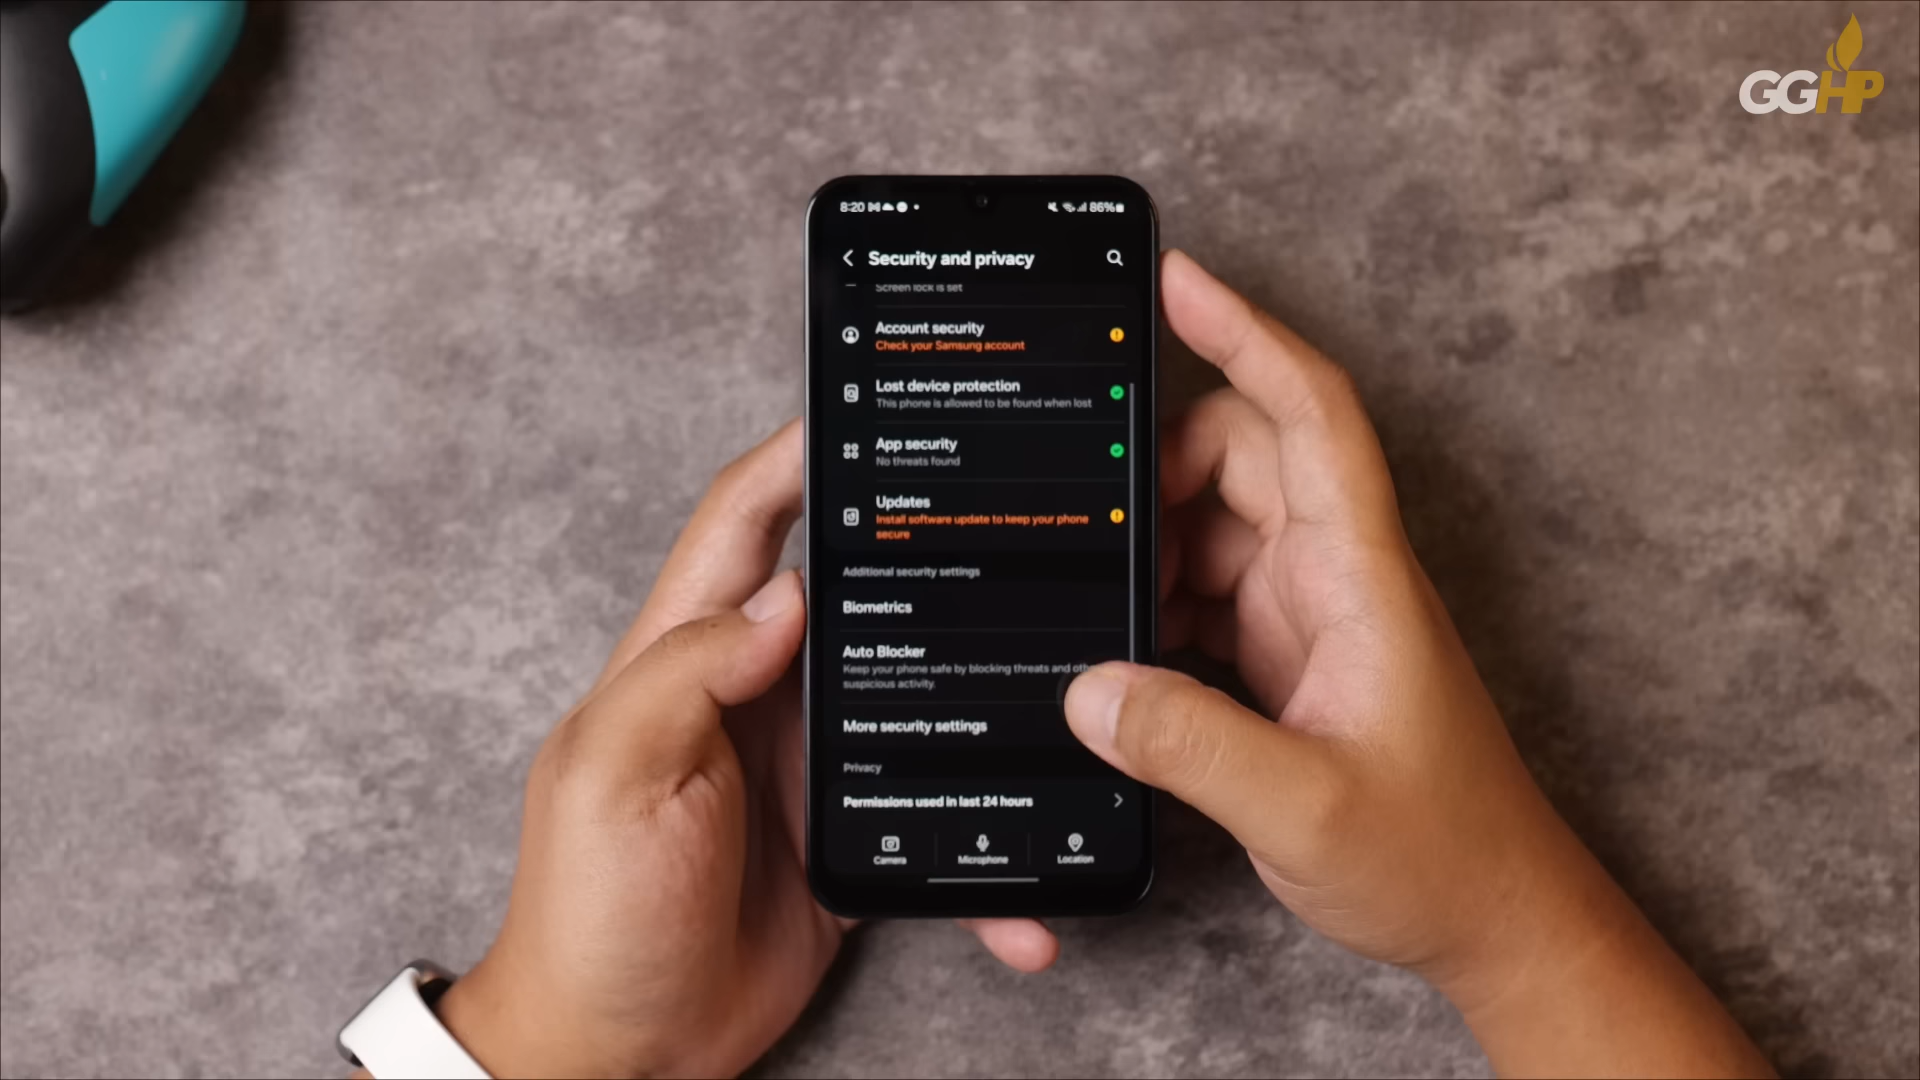 GGHP
8:20
86%
Security and privacy
Screen lock is set
Account security
Check your Samsung account
Lost device protection
This phone is allowed to be found when lost
App security
No threats found
Updates
Install software update to keep your phone
secure
Additional security settings
Biometrics
Auto Blocker
Keep your phone safe by blocking threats and
suspicious activity.
More security settings
Privacy
Permissions used in last 24 hours
Camera
Microphone
Location